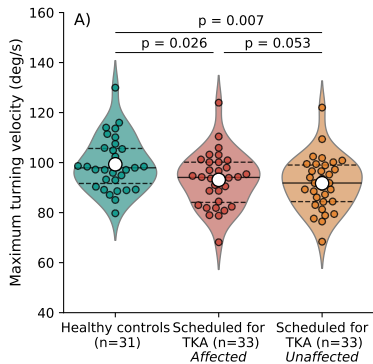 A)
p = 0.007
p = 0.026
p = 0.053
Maximum turning velocity (deg/s)
160
140
120
100
80
60
40
Healthy controls
(n=31)
Scheduled for
TKA (n=33)
Affected
Scheduled for
TKA (n=33)
Unaffected